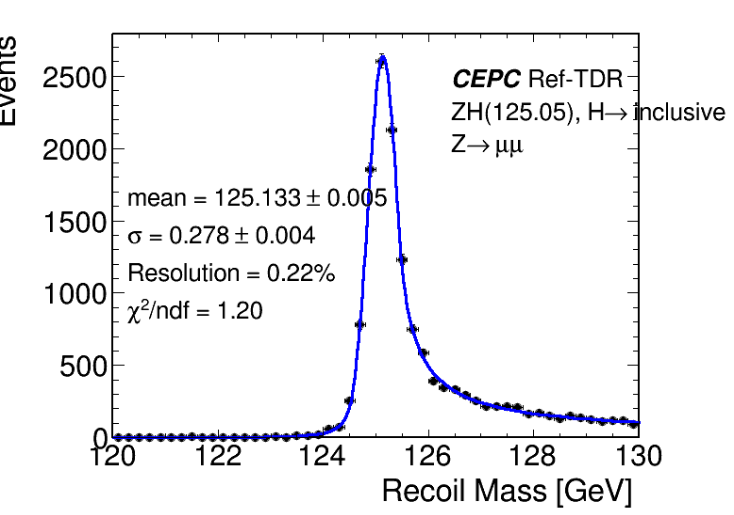 Events
2500
2000
1500
1000
500
0
CEPC Ref-TDR
ZH(125.05), H→ inclusive
Z→ μμ
mean = 125.133 ± 0.005
σ = 0.278 ± 0.004
Resolution = 0.22%
χ²/ndf = 1.20
120 122 124 126 128 130
Recoil Mass [GeV]